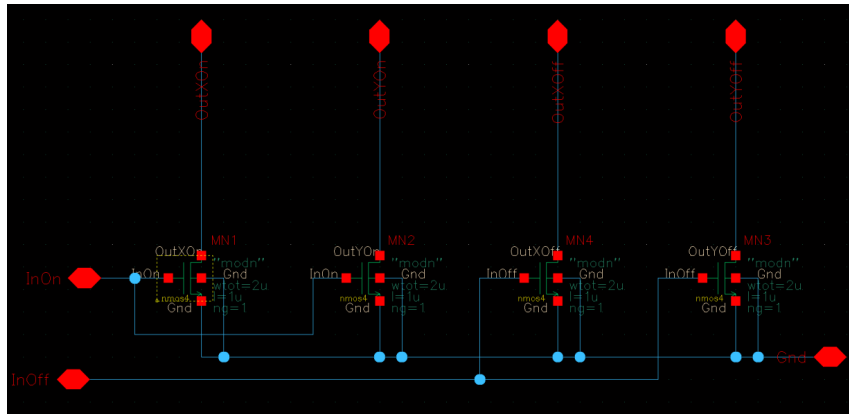 OutXOn
OutYOn
OutXOff
OutYOff
MN1
OutXOn
"modn"
InOn
Gnd
wtot=2u
nmos4
l=1u
Gnd
ng=1
MN2
OutYOn
"modn"
InOn
Gnd
wtot=2u
nmos4
l=1u
Gnd
ng=1
MN4
OutXOff
"modn"
InOff
Gnd
wtot=2u
nmos4
l=1u
Gnd
ng=1
MN3
OutYOff
"modn"
InOff
Gnd
wtot=2u
nmos4
l=1u
Gnd
ng=1
InOn
Gnd
InOff